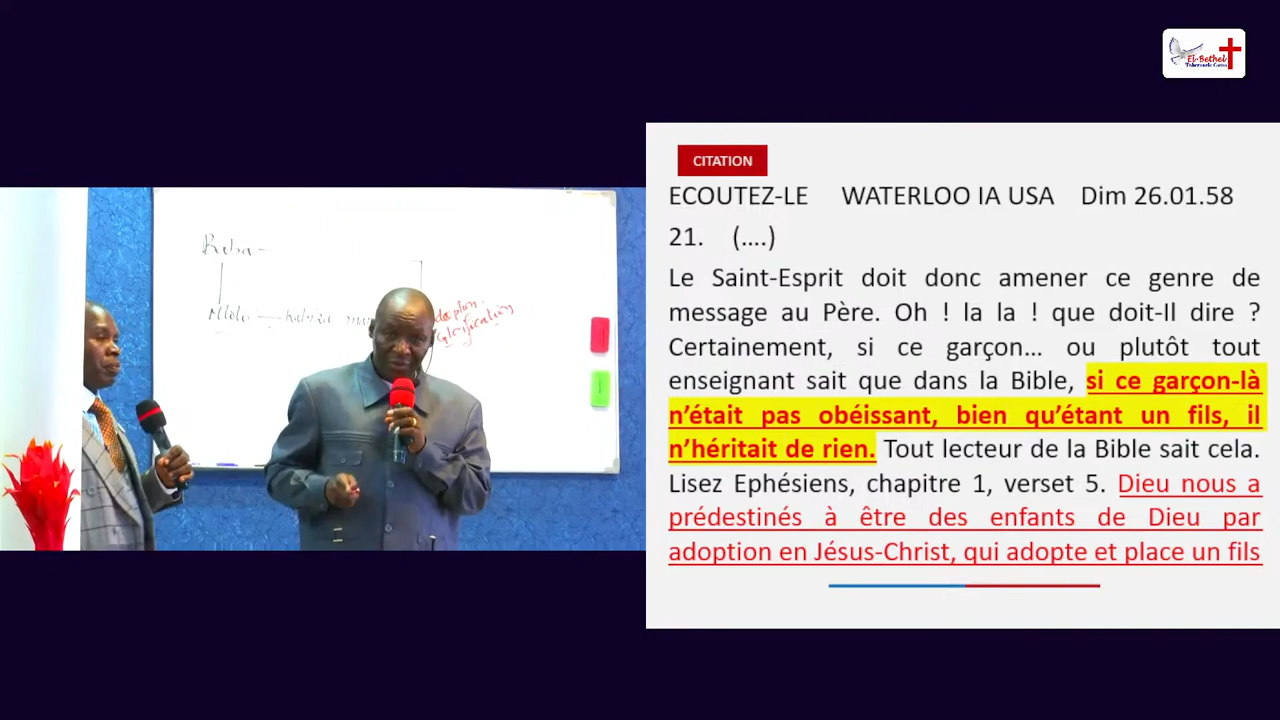 El-Bethel
CITATION
ECOUTEZ-LE WATERLOO IA USA Dim 26.01.58
21. (....)
Le Saint-Esprit doit donc amener ce genre de
message au Père. Oh ! la la ! que doit-Il dire ?
Certainement, si ce garçon... ou plutôt tout
enseignant sait que dans la Bible, si ce garçon-là
n'était pas obéissant, bien qu'étant un fils, il
n'héritait de rien. Tout lecteur de la Bible sait cela.
Lisez Ephésiens, chapitre 1, verset 5. Dieu nous a
prédestinés à être des enfants de Dieu par
adoption en Jésus-Christ, qui adopte et place un fils
Glorification